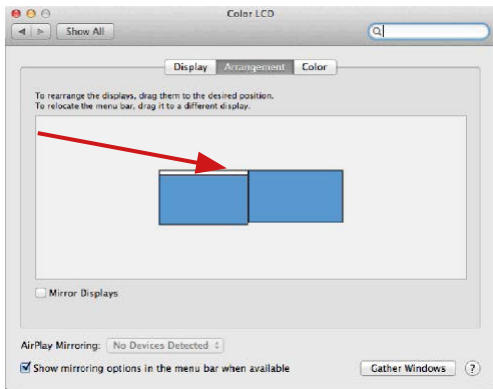 Color LCD
Show All
Display Arrangement Color
To rearrange the displays, drag them to the desired position.
To relocate the menu bar, drag it to a different display.
Mirror Displays
AirPlay Mirroring: No Devices Detected
Show mirroring options in the menu bar when available
Gather Windows ?